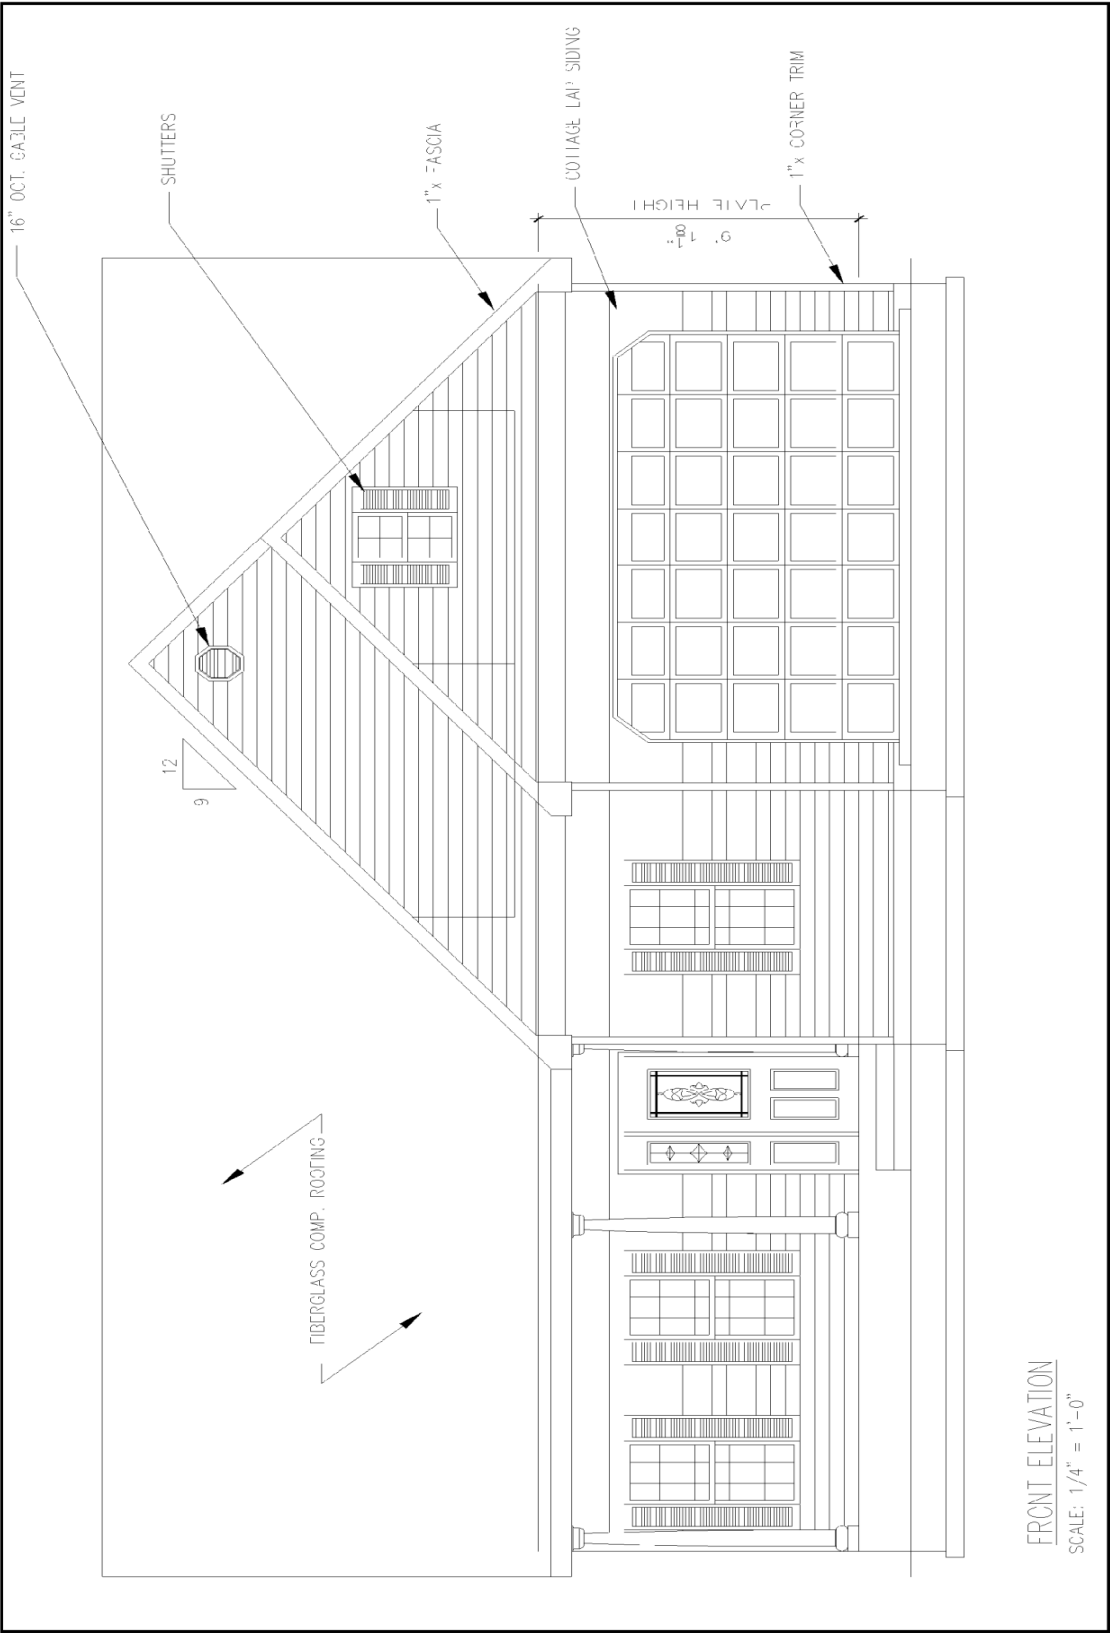 16" OCT. GABLE VENT
SHUTTERS
1"x FASCIA
COTTAGE LAP SIDING
1"x CORNER TRIM
PLATE HEIGHT
9' 1 1/8"
12
9
FIBERGLASS COMP. ROOFING
FRONT ELEVATION
SCALE: 1/4" = 1'-0"